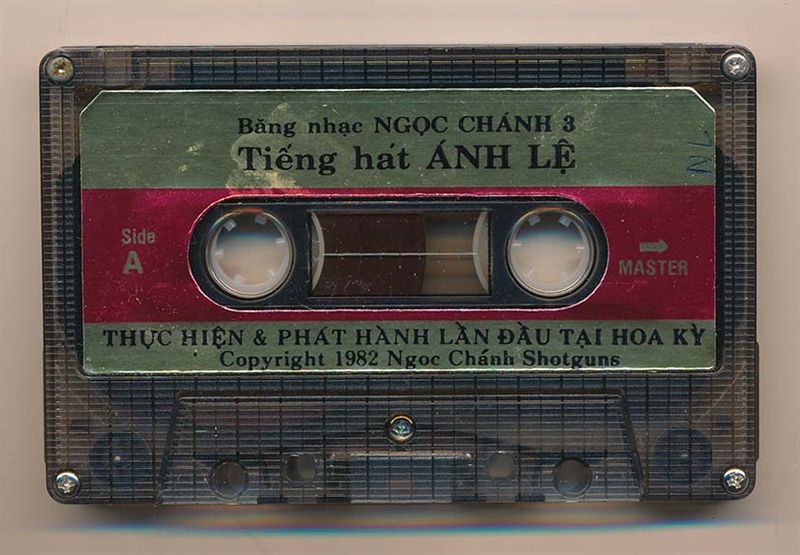 Băng nhạc NGỌC CHÁNH 3
Tiếng hát ÁNH LỆ
NL
Side
A
MASTER
THỰC HIỆN & PHÁT HÀNH LẦN ĐẦU TẠI HOA KỲ
Copyright 1982 Ngọc Chánh Shotguns